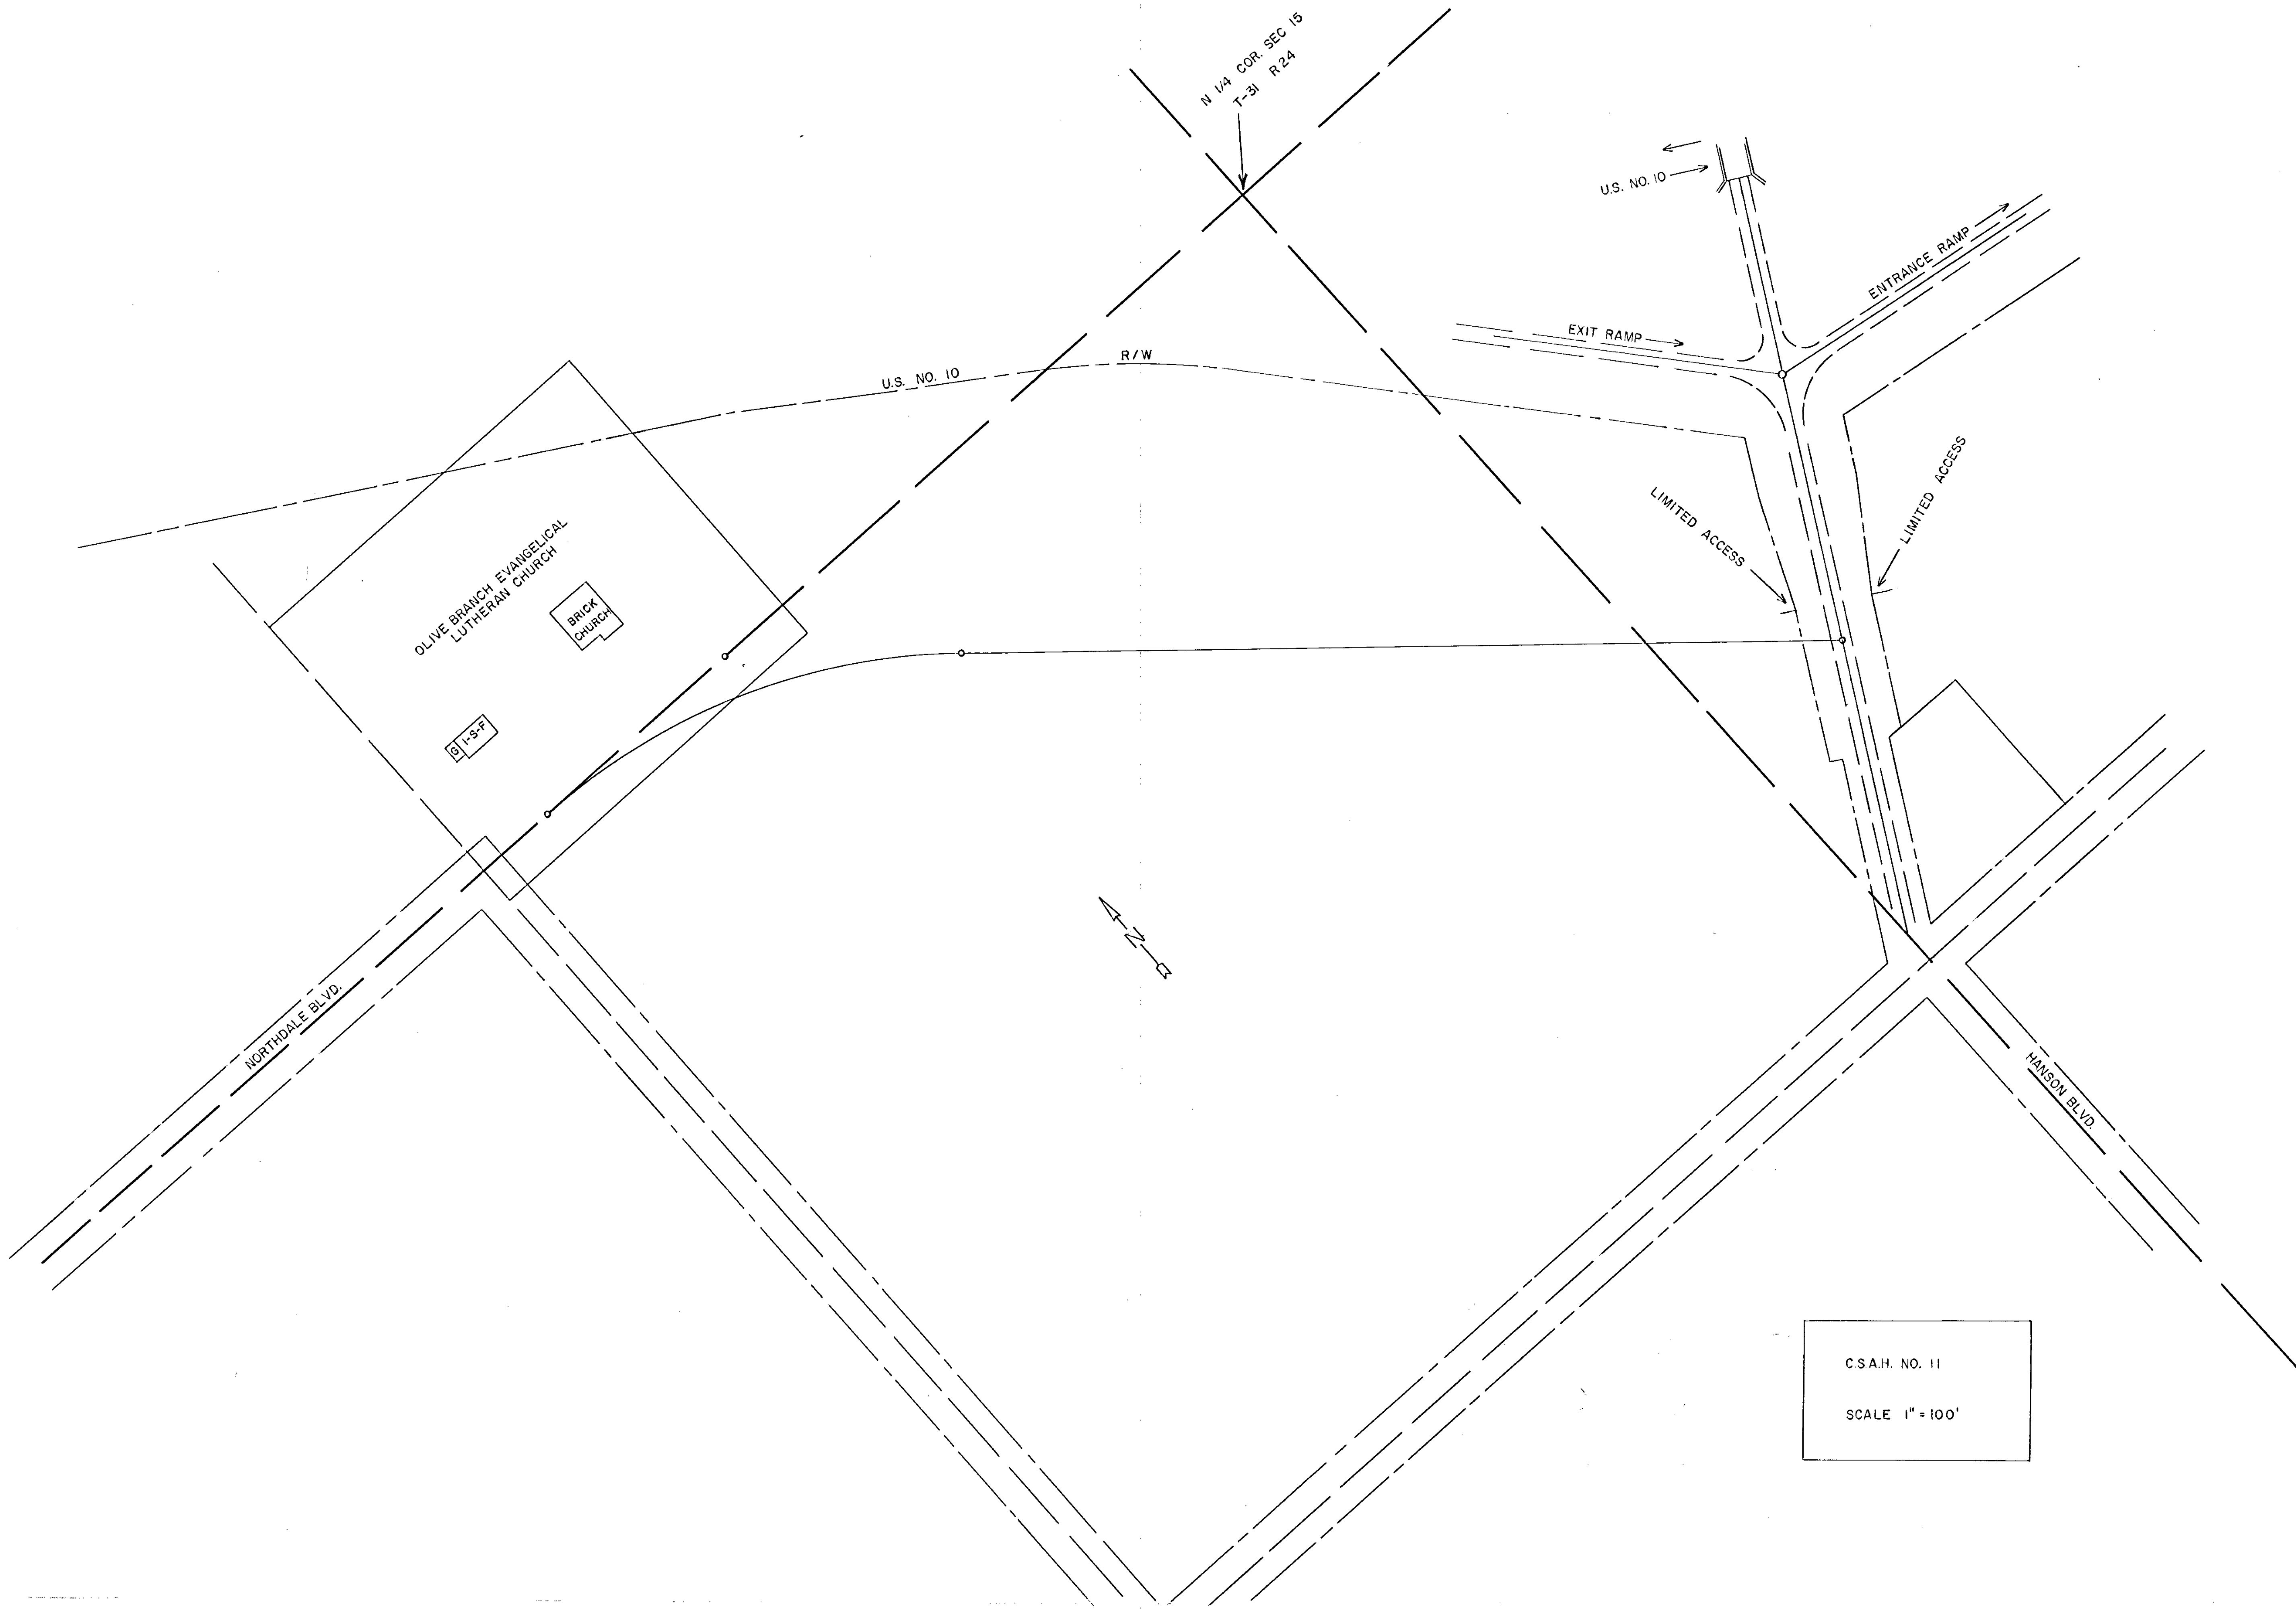 N 1/4 COR. SEC 15
T-31 R 24
U.S. NO. 10
ENTRANCE RAMP
EXIT RAMP
R/W
U.S. NO. 10
LIMITED ACCESS
LIMITED ACCESS
OLIVE BRANCH EVANGELICAL
LUTHERAN CHURCH
BRICK
CHURCH
G 1-S-F
N
NORTHDALE BLVD.
HANSON BLVD.
C.S.A.H. NO. 11
SCALE 1" = 100'